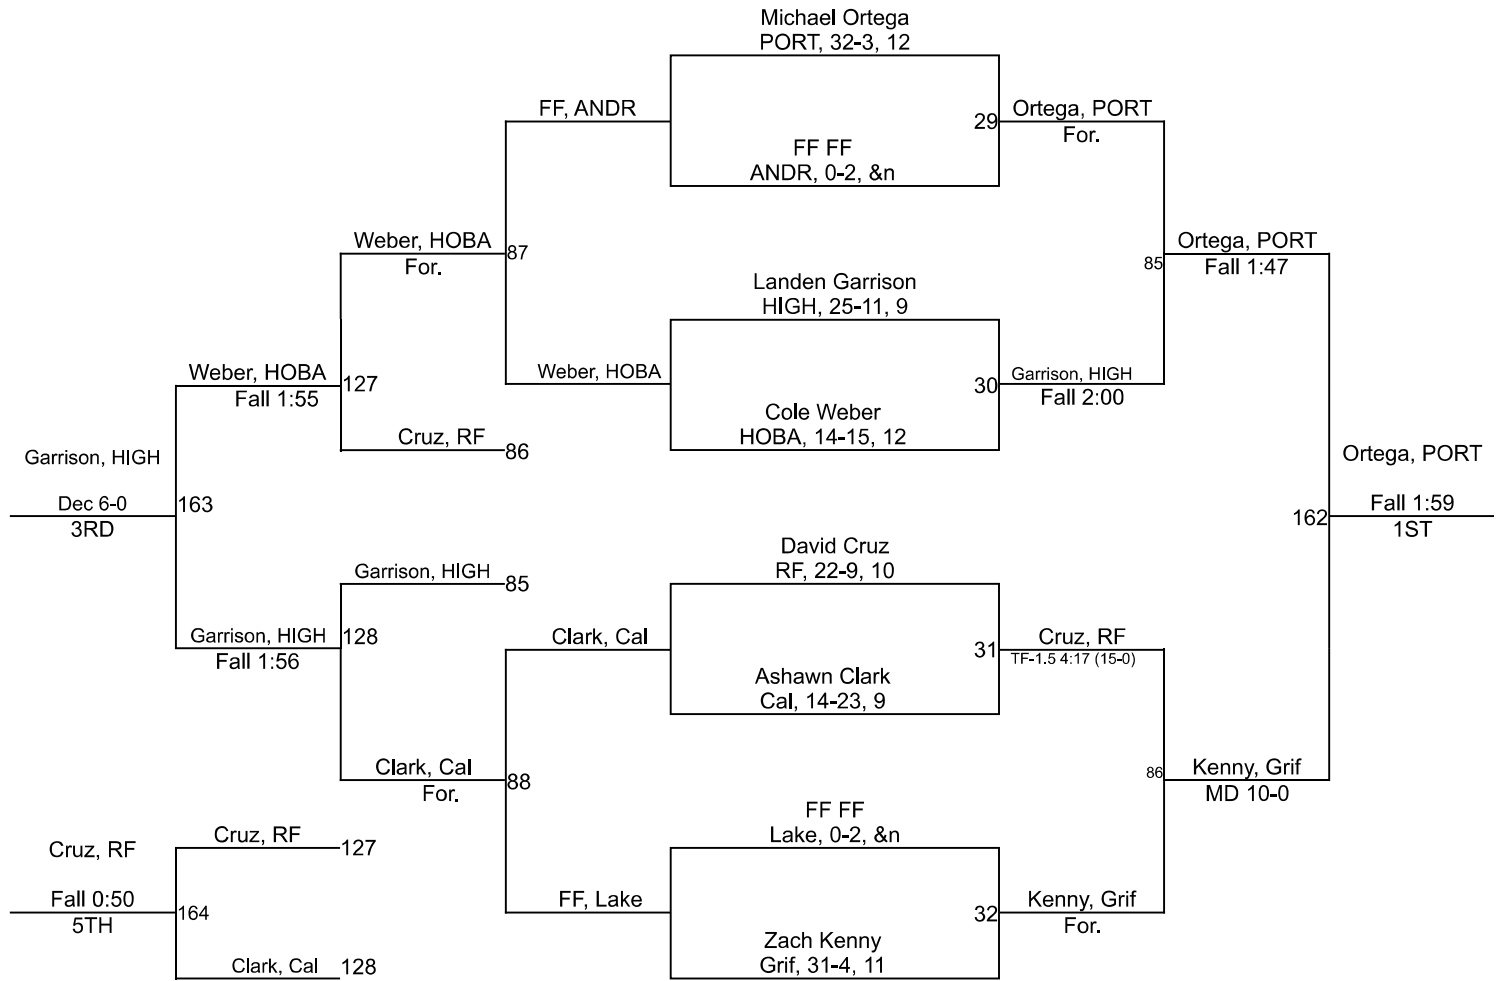 Michael Ortega
PORT, 32-3, 12
FF, ANDR
29
Ortega, PORT
For.
FF FF
ANDR, 0-2, &n
Weber, HOBA
For.
87
Ortega, PORT
Fall 1:47
85
Landen Garrison
HIGH, 25-11, 9
Weber, HOBA
Fall 1:55
127
Weber, HOBA
30
Garrison, HIGH
Fall 2:00
Cole Weber
HOBA, 14-15, 12
Cruz, RF
86
Garrison, HIGH
Dec 6-0
3RD
163
Ortega, PORT
Fall 1:59
1ST
162
David Cruz
RF, 22-9, 10
Garrison, HIGH
85
Garrison, HIGH
Fall 1:56
128
Clark, Cal
31
Cruz, RF
TF-1.5 4:17 (15-0)
Ashawn Clark
Cal, 14-23, 9
Clark, Cal
For.
88
86
Kenny, Grif
MD 10-0
FF FF
Lake, 0-2, &n
Cruz, RF
127
Cruz, RF
Fall 0:50
5TH
164
FF, Lake
32
Kenny, Grif
For.
Zach Kenny
Grif, 31-4, 11
Clark, Cal
128